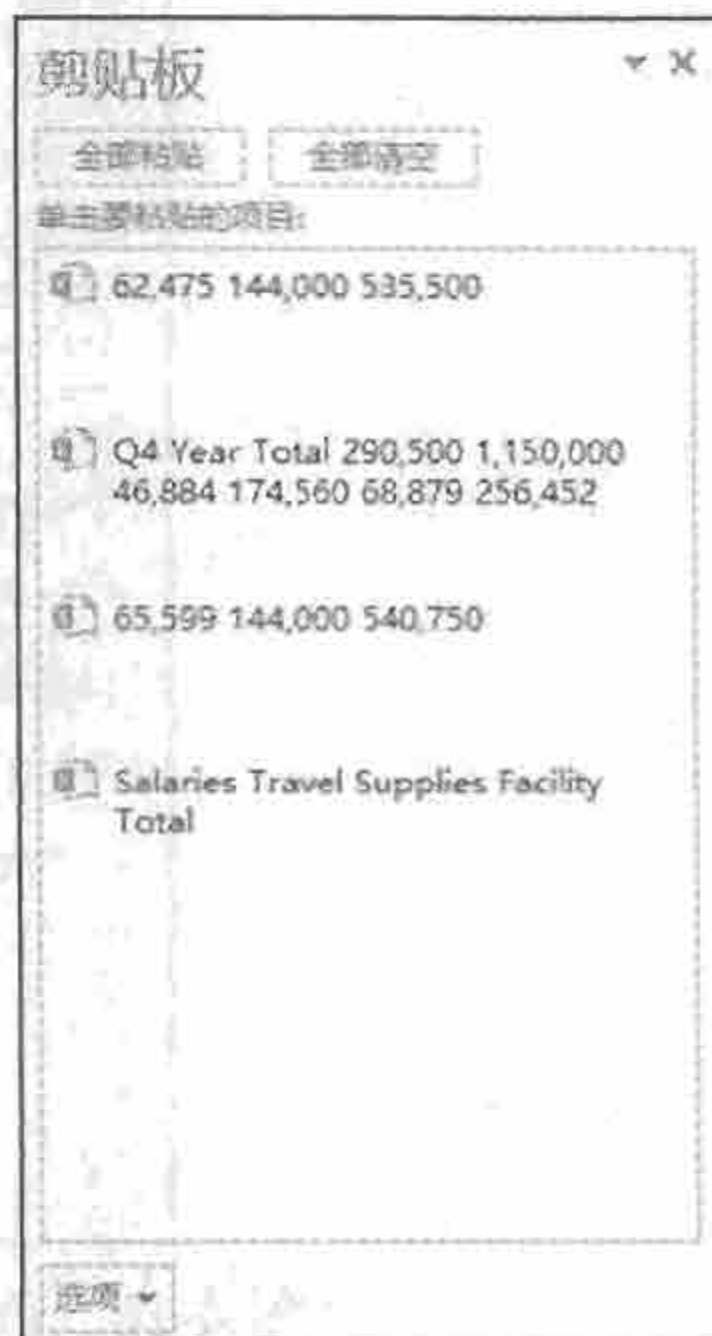 剪贴板
全部粘贴 全部清空
单击要粘贴的项目:
62,475 144,000 535,500
Q4 Year Total 290,500 1,150,000
46,884 174,560 68,879 256,452
65,599 144,000 540,750
Salaries Travel Supplies Facility
Total
选项